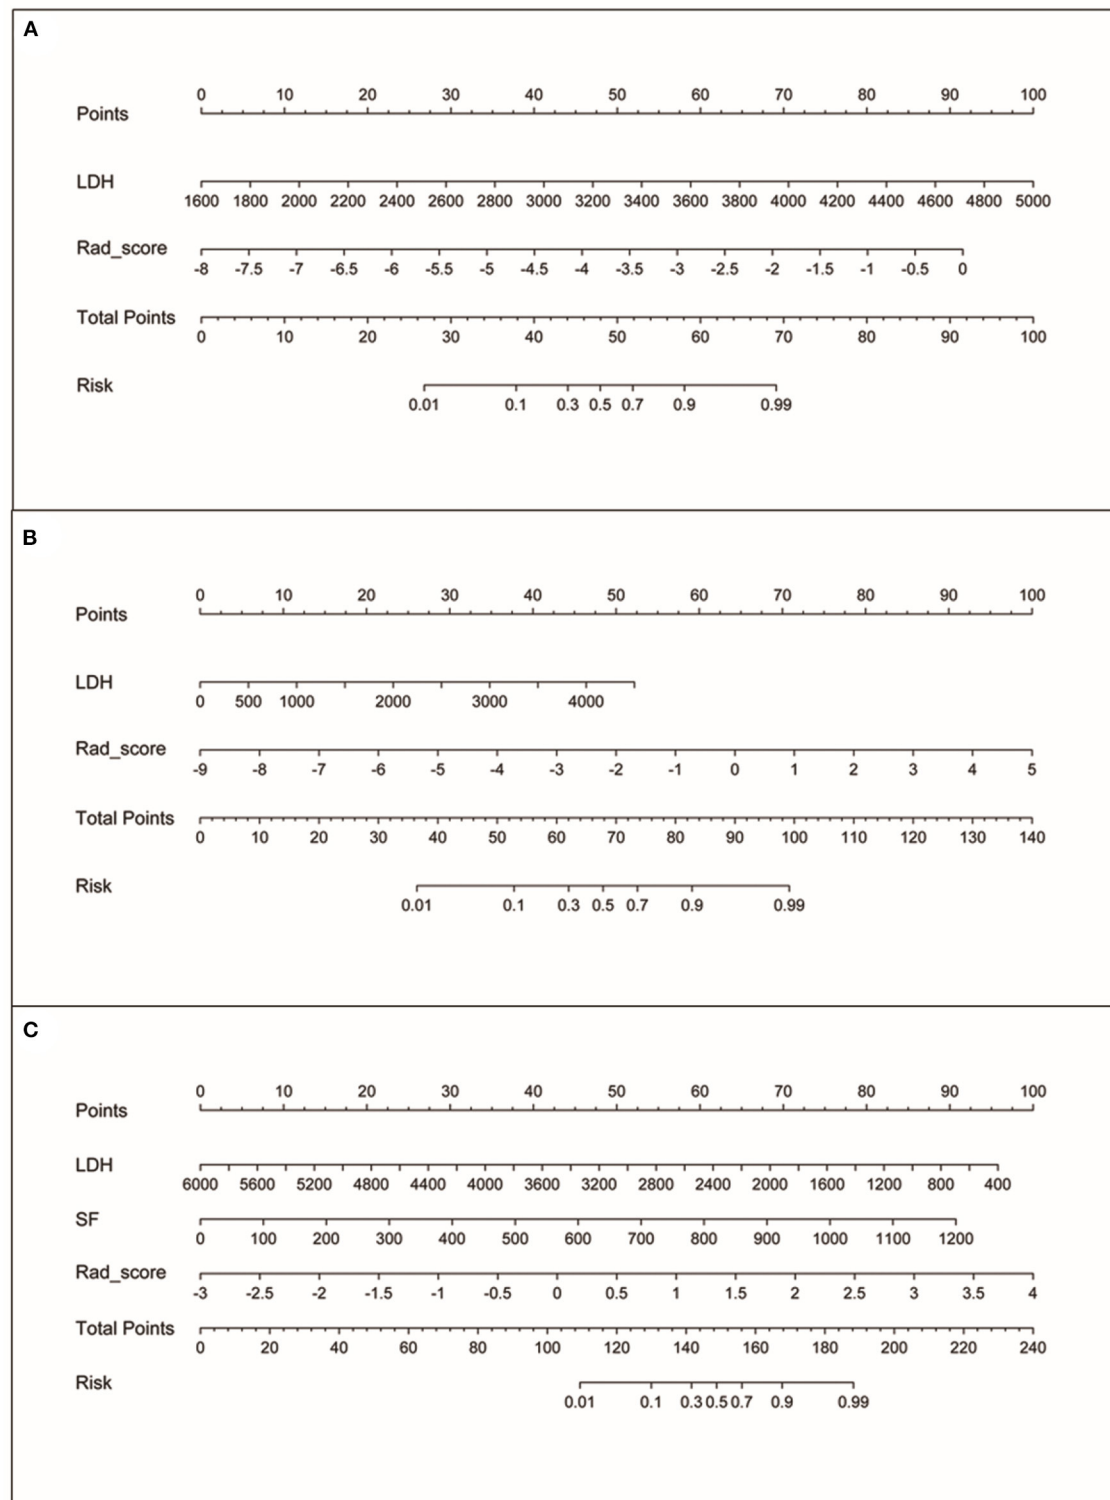 A
0 10 20 30 40 50 60 70 80 90 100
Points
LDH
1600 1800 2000 2200 2400 2600 2800 3000 3200 3400 3600 3800 4000 4200 4400 4600 4800 5000
Rad_score
-8 -7.5 -7 -6.5 -6 -5.5 -5 -4.5 -4 -3.5 -3 -2.5 -2 -1.5 -1 -0.5 0
Total Points
0 10 20 30 40 50 60 70 80 90 100
Risk
0.01 0.1 0.3 0.5 0.7 0.9 0.99
B
0 10 20 30 40 50 60 70 80 90 100
Points
LDH
0 500 1000 2000 3000 4000
Rad_score
-9 -8 -7 -6 -5 -4 -3 -2 -1 0 1 2 3 4 5
Total Points
0 10 20 30 40 50 60 70 80 90 100 110 120 130 140
Risk
0.01 0.1 0.3 0.5 0.7 0.9 0.99
C
0 10 20 30 40 50 60 70 80 90 100
Points
LDH
6000 5600 5200 4800 4400 4000 3600 3200 2800 2400 2000 1600 1200 800 400
SF
0 100 200 300 400 500 600 700 800 900 1000 1100 1200
Rad_score
-3 -2.5 -2 -1.5 -1 -0.5 0 0.5 1 1.5 2 2.5 3 3.5 4
Total Points
0 20 40 60 80 100 120 140 160 180 200 220 240
Risk
0.01 0.1 0.3 0.5 0.7 0.9 0.99